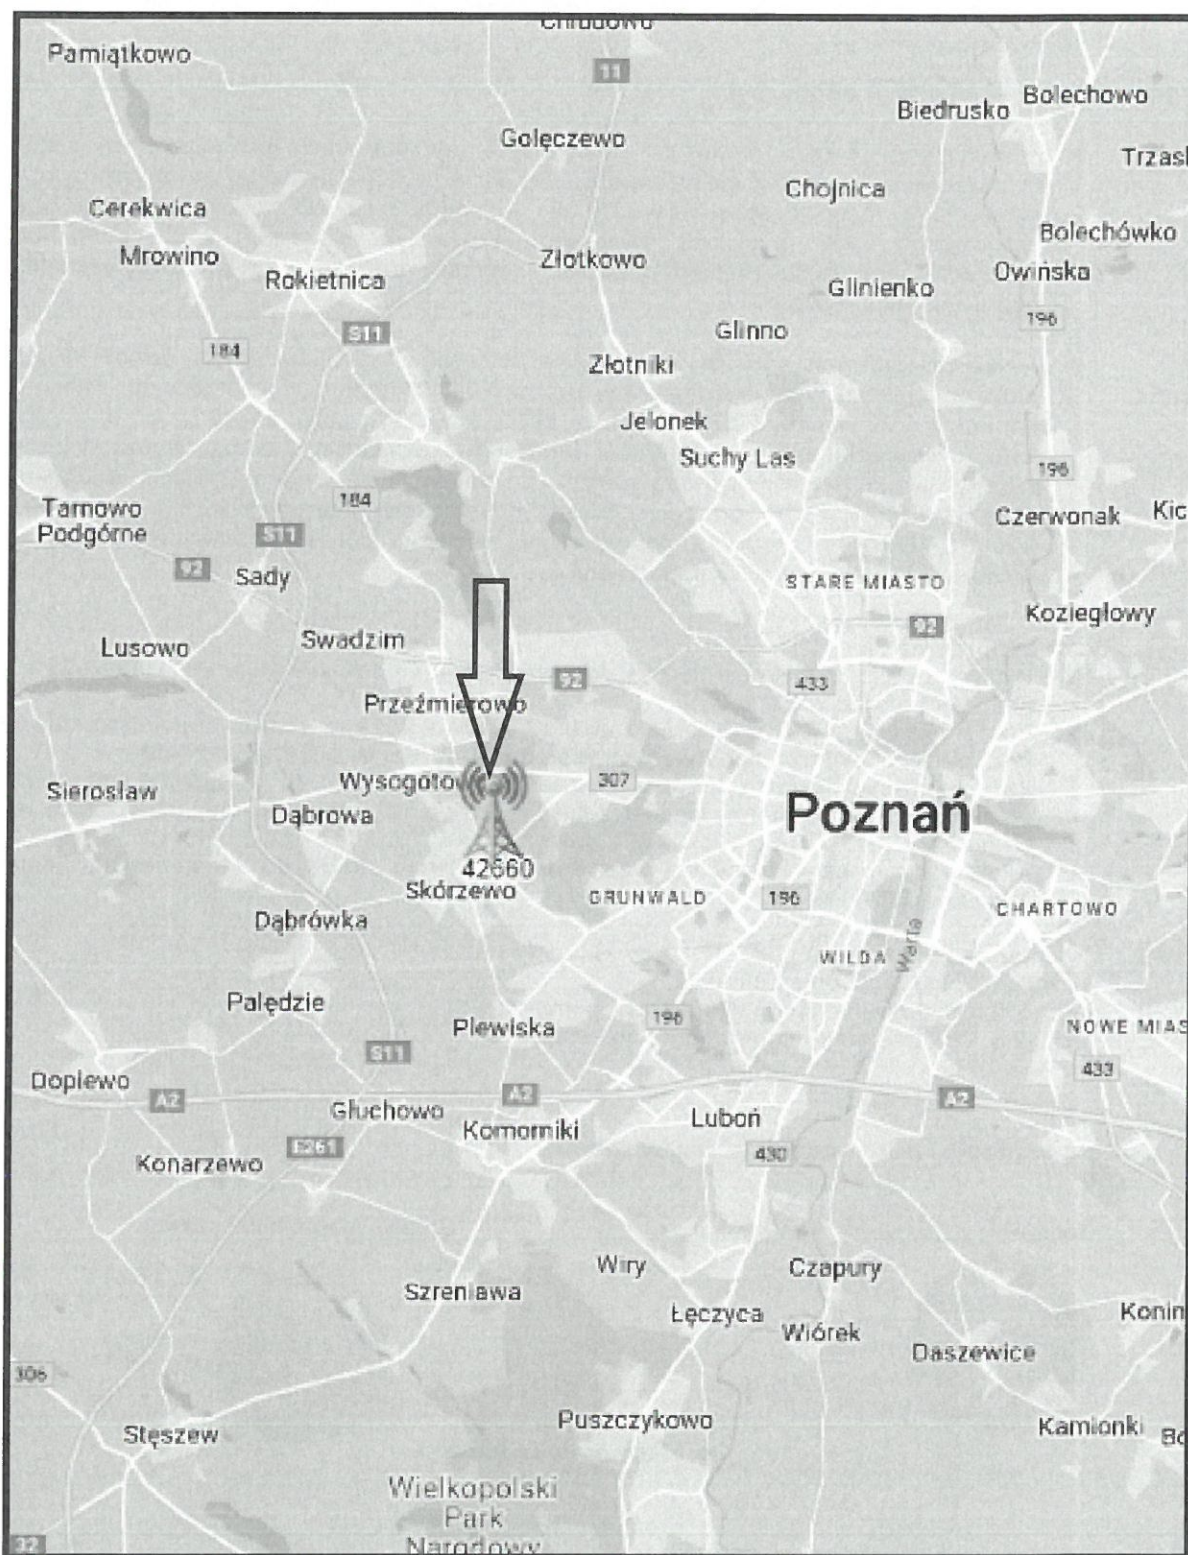 Pamiątkowo
11
Biedrusko
Bolechowo
Golęczewo
Chojnica
Cerekwica
Mrowino
Rokietnica
Złotkowo
Bolechówko
Owińska
Glinienko
196
Glinno
S11
184
Złotniki
Jelonek
Suchy Las
196
184
Tarnowo
Podgórne
Czerwonak
Kic
S11
92
Sady
STARE MIASTO
Koziegłowy
92
Lusowo
Swadzim
92
433
Przeźmierowo
Wysogoto
307
Sierosław
Dąbrowa
Poznań
42660
Skórzewo
GRUNWALD
196
CHARTOWO
Dąbrówka
WILDA
Warta
Palędzie
196
Plewiska
NOWE MIAS
S11
433
Dopiewo
A2
A2
A2
Głuchowo
Komorniki
Luboń
E261
430
Konarzewo
Wiry
Czapury
Szreniawa
Łęczyca
Wiórek
Konin
Daszewice
306
Puszczykowo
Kamionki
Stęszew
Wielkopolski
Park
Narodowy
32